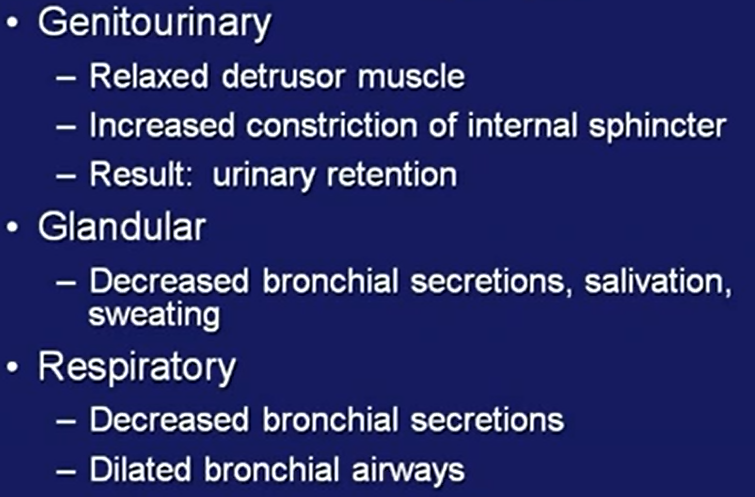 • Genitourinary
– Relaxed detrusor muscle
– Increased constriction of internal sphincter
– Result:  urinary retention
• Glandular
– Decreased bronchial secretions, salivation,
sweating
• Respiratory
– Decreased bronchial secretions
– Dilated bronchial airways